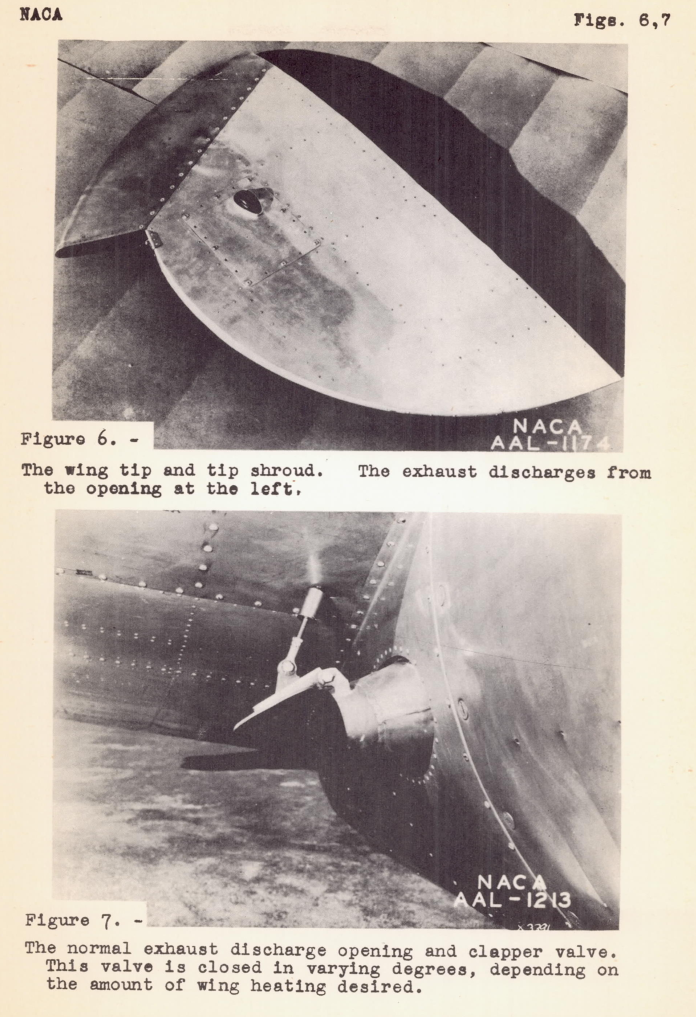 NACA
Figs. 6,7
NACA
AAL-1174
Figure 6. -
The wing tip and tip shroud. The exhaust discharges from
the opening at the left.
NACA
AAL-1213
Figure 7. -
The normal exhaust discharge opening and clapper valve.
This valve is closed in varying degrees, depending on
the amount of wing heating desired.